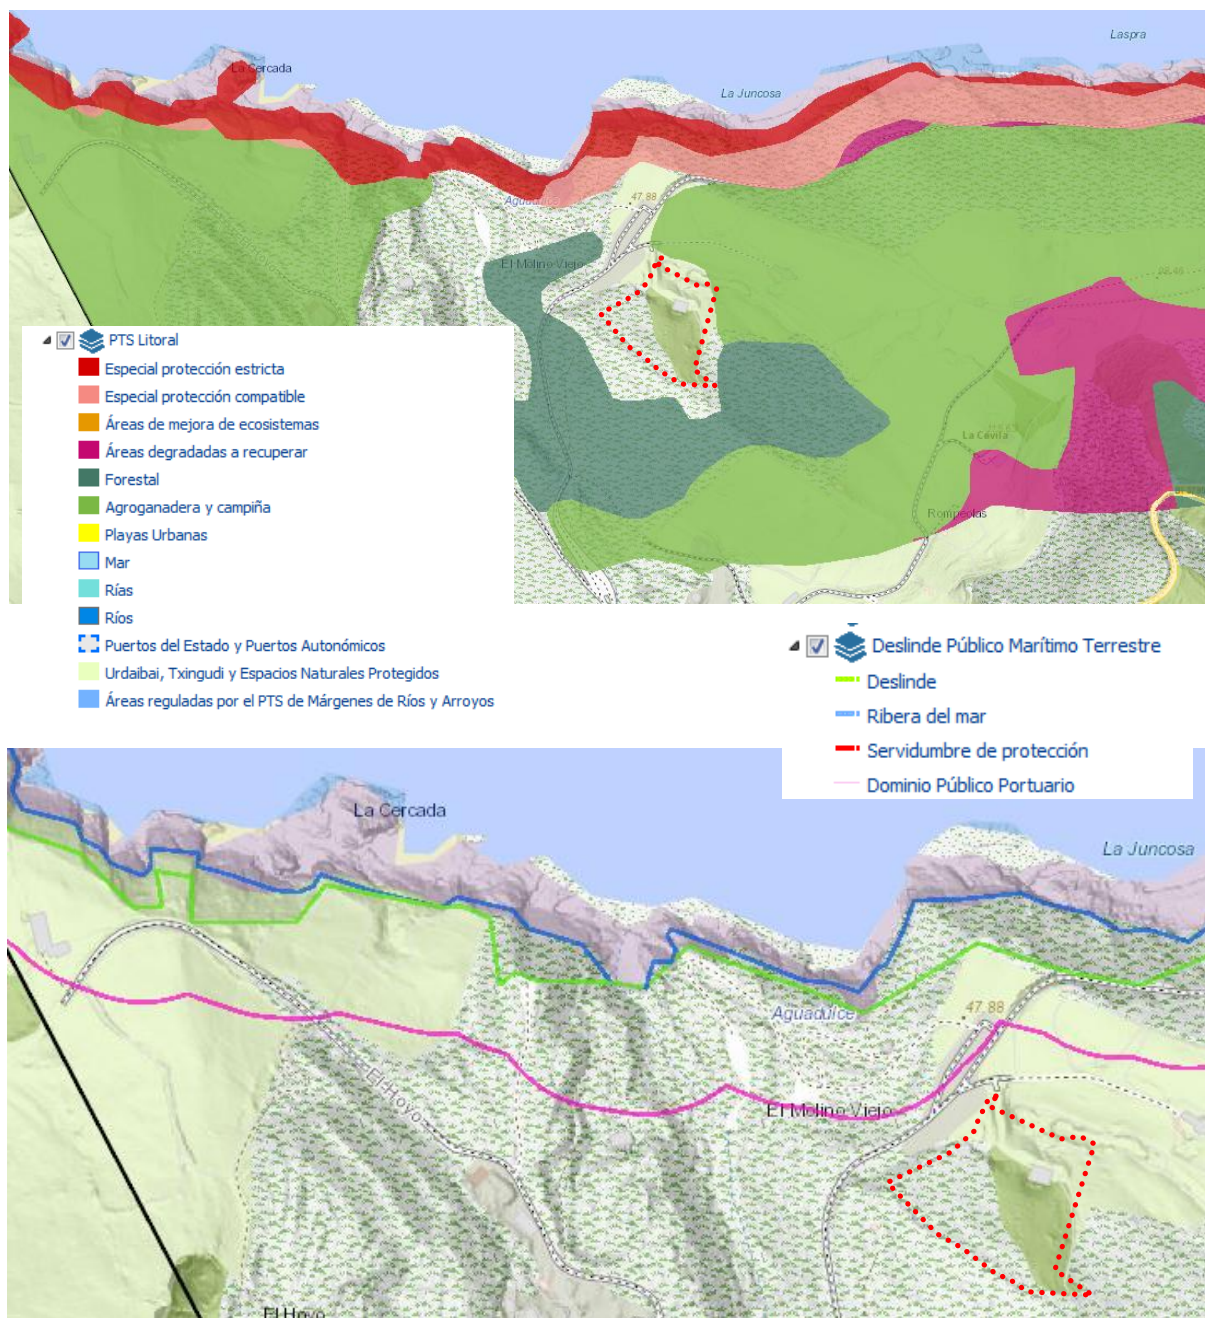 Laspra
La Cercada
La Juncosa
47.88
Aguadulce
El Molino Viejo
La Cavila
Rompeolas
PTS Litoral
Especial protección estricta
Especial protección compatible
Áreas de mejora de ecosistemas
Áreas degradadas a recuperar
Forestal
Agroganadera y campiña
Playas Urbanas
Mar
Rías
Ríos
Puertos del Estado y Puertos Autonómicos
Urdaibai, Txingudi y Espacios Naturales Protegidos
Áreas reguladas por el PTS de Márgenes de Ríos y Arroyos
Deslinde Público Marítimo Terrestre
Deslinde
Ribera del mar
Servidumbre de protección
Dominio Público Portuario
La Cercada
La Juncosa
47.88
Aguadulce
El Molino Viejo
El Hoyo
El Hoyo